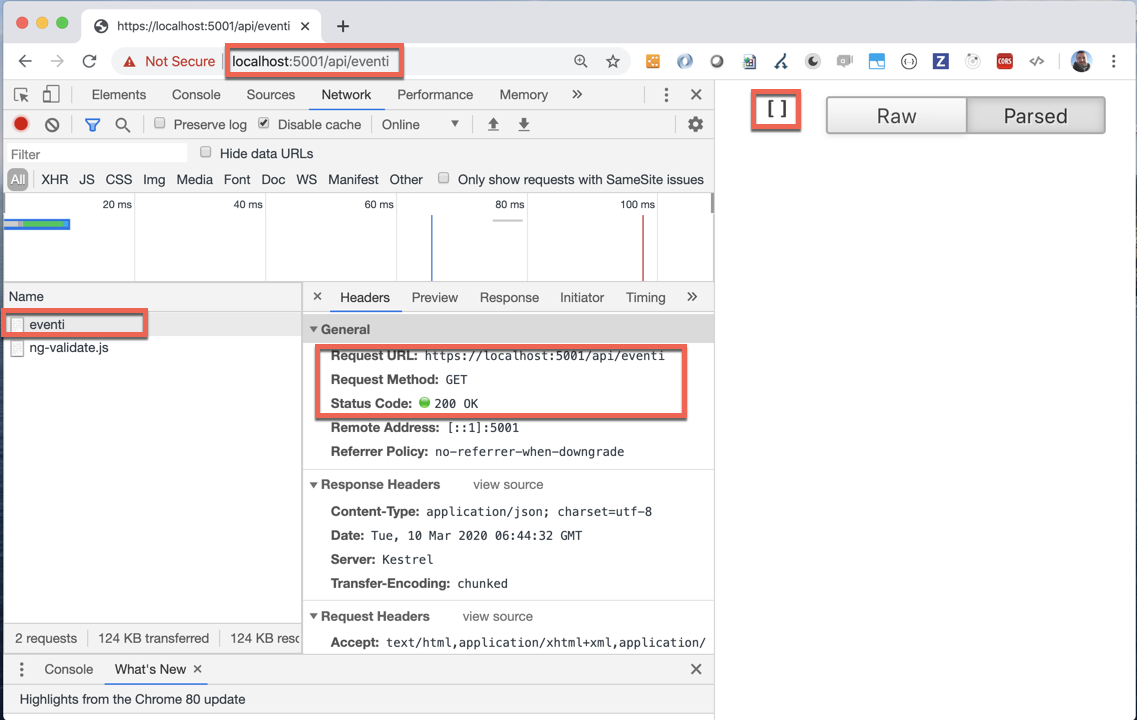 https://localhost:5001/api/eventi
Not Secure
localhost:5001/api/eventi
Z
CORS
Elements Console Sources Network Performance Memory
Preserve log Disable cache Online
Filter
Hide data URLs
All XHR JS CSS Img Media Font Doc WS Manifest Other Only show requests with SameSite issues
20 ms 40 ms 60 ms 80 ms 100 ms
Name
eventi
ng-validate.js
2 requests 124 KB transferred 124 KB resc
Headers Preview Response Initiator Timing
General
Request URL: https://localhost:5001/api/eventi
Request Method: GET
Status Code: 200 OK
Remote Address: [::1]:5001
Referrer Policy: no-referrer-when-downgrade
Response Headers view source
Content-Type: application/json; charset=utf-8
Date: Tue, 10 Mar 2020 06:44:32 GMT
Server: Kestrel
Transfer-Encoding: chunked
Request Headers view source
Accept: text/html,application/xhtml+xml,application/
Console What's New
Highlights from the Chrome 80 update
[]
Raw Parsed